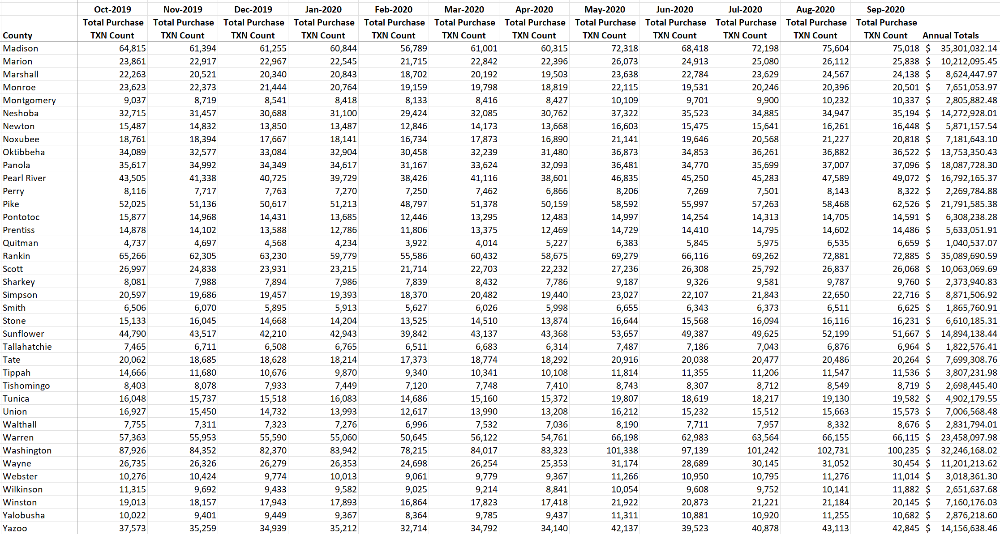 Oct-2019 Nov-2019 Dec-2019 Jan-2020 Feb-2020 Mar-2020 Apr-2020 May-2020 Jun-2020 Jul-2020 Aug-2020 Sep-2020
Total Purchase Total Purchase Total Purchase Total Purchase Total Purchase Total Purchase Total Purchase Total Purchase Total Purchase Total Purchase Total Purchase Total Purchase
County TXN Count TXN Count TXN Count TXN Count TXN Count TXN Count TXN Count TXN Count TXN Count TXN Count TXN Count TXN Count Annual Totals
Madison 64,815 61,394 61,255 60,844 56,789 61,001 60,315 72,318 68,418 72,198 75,604 75,018 $ 35,301,032.14
Marion 23,861 22,917 22,967 22,545 21,715 22,842 22,396 26,073 24,913 25,080 26,112 25,838 $ 10,212,095.45
Marshall 22,263 20,521 20,340 20,843 18,702 20,192 19,503 23,638 22,784 23,629 24,567 24,138 $ 8,624,447.97
Monroe 23,623 22,373 21,444 20,764 19,159 19,798 18,819 22,115 19,531 20,246 20,396 20,501 $ 7,651,053.97
Montgomery 9,037 8,719 8,541 8,418 8,133 8,416 8,427 10,109 9,701 9,900 10,232 10,337 $ 2,805,882.48
Neshoba 32,715 31,457 30,688 31,100 29,424 32,085 30,762 37,322 35,523 34,885 34,947 35,194 $ 14,272,928.01
Newton 15,487 14,832 13,850 13,487 12,846 14,173 13,668 16,603 15,475 15,641 16,261 16,448 $ 5,871,157.54
Noxubee 18,761 18,394 17,667 18,141 16,734 17,873 16,890 21,141 19,646 20,568 21,227 20,818 $ 7,181,643.10
Oktibbeha 34,089 32,577 33,084 32,904 30,458 32,239 31,480 36,873 34,853 36,261 36,882 36,522 $ 13,753,350.43
Panola 35,617 34,992 34,349 34,617 31,167 33,624 32,093 36,481 34,770 35,699 37,007 37,096 $ 18,087,728.30
Pearl River 43,505 41,338 40,725 39,729 38,426 41,116 38,601 46,835 45,250 45,283 47,589 49,072 $ 16,792,165.37
Perry 8,116 7,717 7,763 7,270 7,250 7,462 6,866 8,206 7,269 7,501 8,143 8,322 $ 2,269,784.88
Pike 52,025 51,136 50,617 51,213 48,797 51,378 50,159 58,592 55,997 57,263 58,468 62,526 $ 21,791,585.38
Pontotoc 15,877 14,968 14,431 13,685 12,446 13,295 12,483 14,997 14,254 14,313 14,705 14,591 $ 6,308,238.28
Prentiss 14,878 14,102 13,588 12,786 11,806 13,375 12,469 14,729 14,410 14,795 14,602 14,486 $ 5,633,051.91
Quitman 4,737 4,697 4,568 4,234 3,922 4,014 5,227 6,383 5,845 5,975 6,535 6,659 $ 1,040,537.07
Rankin 65,266 62,305 63,230 59,779 55,586 60,432 58,675 69,279 66,116 69,262 72,881 72,885 $ 35,089,690.59
Scott 26,997 24,838 23,931 23,215 21,714 22,703 22,232 27,236 26,308 25,792 26,837 26,068 $ 10,063,069.69
Sharkey 8,081 7,988 7,894 7,986 7,839 8,432 7,786 9,187 9,326 9,581 9,787 9,760 $ 2,373,940.83
Simpson 20,597 19,686 19,457 19,393 18,370 20,482 19,440 23,027 22,107 21,843 22,650 22,716 $ 8,871,506.92
Smith 6,506 6,070 5,895 5,913 5,627 6,026 5,998 6,655 6,343 6,373 6,511 6,625 $ 1,865,760.91
Stone 15,133 16,045 14,668 14,204 13,525 14,510 13,874 16,644 15,568 16,094 16,116 16,231 $ 6,610,185.31
Sunflower 44,790 43,517 42,210 42,943 39,842 43,137 43,368 53,657 49,387 49,625 52,199 51,667 $ 14,894,138.44
Tallahatchie 7,465 6,711 6,508 6,765 6,511 6,683 6,314 7,487 7,186 7,043 6,876 6,964 $ 1,822,576.41
Tate 20,062 18,685 18,628 18,214 17,373 18,774 18,292 20,916 20,038 20,477 20,486 20,264 $ 7,699,308.76
Tippah 14,666 11,680 10,676 9,870 9,340 10,341 10,108 11,814 11,355 11,206 11,547 11,536 $ 3,807,231.98
Tishomingo 8,403 8,078 7,933 7,449 7,120 7,748 7,410 8,743 8,307 8,712 8,549 8,719 $ 2,698,445.40
Tunica 16,048 15,737 15,518 16,083 14,686 15,160 15,372 19,807 18,619 18,217 19,130 19,582 $ 4,902,179.55
Union 16,927 15,450 14,732 13,993 12,617 13,990 13,208 16,212 15,232 15,512 15,663 15,573 $ 7,006,568.48
Walthall 7,755 7,311 7,323 7,276 6,996 7,532 7,036 8,190 7,711 7,957 8,332 8,676 $ 2,831,794.01
Warren 57,363 55,953 55,590 55,060 50,645 56,122 54,761 66,198 62,983 63,564 66,155 66,115 $ 23,458,097.98
Washington 87,926 84,352 82,370 83,942 78,215 84,017 83,323 101,338 97,139 101,242 102,731 100,235 $ 32,246,168.02
Wayne 26,735 26,326 26,279 26,353 24,698 26,254 25,353 31,174 28,689 30,145 31,052 30,454 $ 11,201,213.62
Webster 10,276 10,424 9,774 10,013 9,061 9,779 9,367 11,266 10,950 10,795 11,276 11,014 $ 3,018,361.30
Wilkinson 11,315 9,692 9,433 9,582 9,025 9,214 8,841 10,054 9,608 9,752 10,141 11,882 $ 2,651,637.68
Winston 19,013 18,157 17,943 17,893 16,864 17,823 17,418 21,922 20,873 21,221 21,184 20,145 $ 7,160,176.03
Yalobusha 10,022 9,401 9,449 9,367 8,364 9,785 9,437 11,311 10,881 10,920 11,255 10,682 $ 2,876,218.60
Yazoo 37,573 35,259 34,939 35,212 32,714 34,792 34,140 42,137 39,523 40,878 43,113 42,845 $ 14,156,638.46